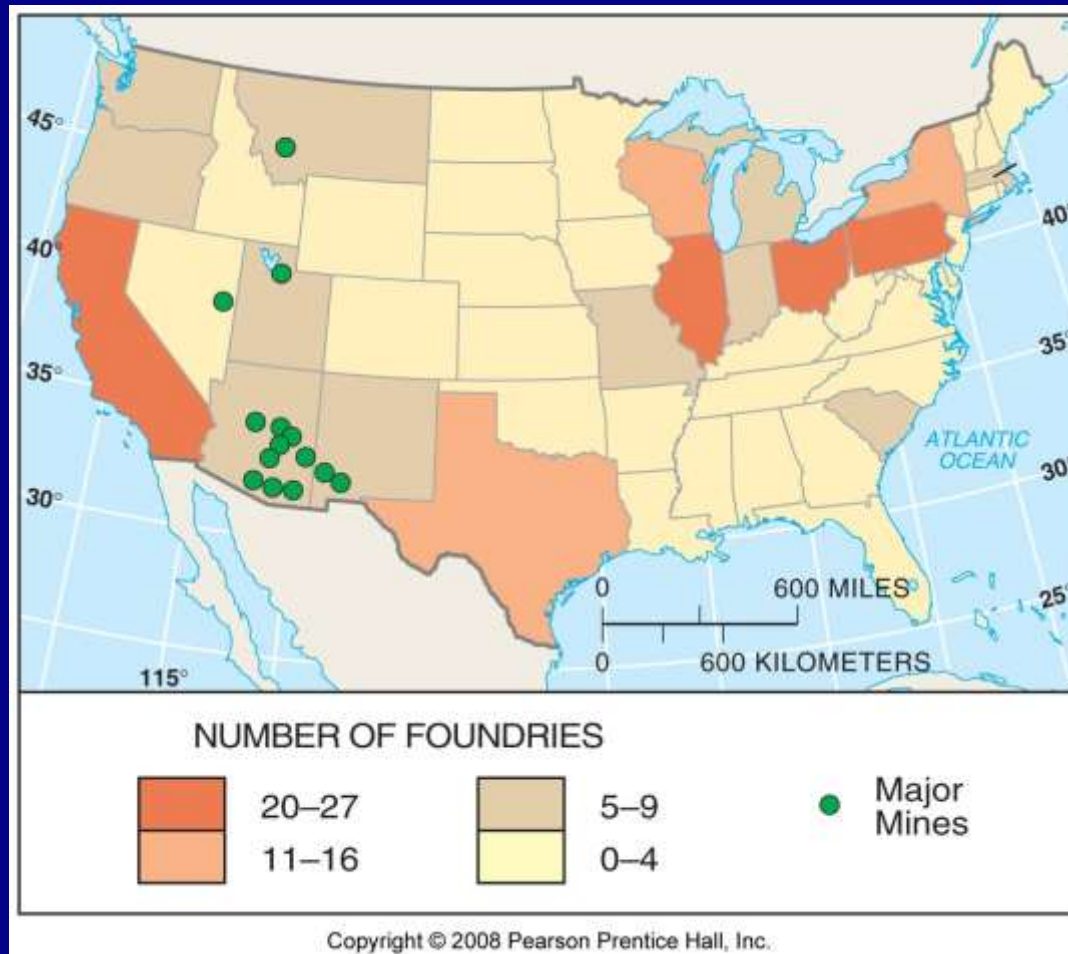 45°
40°
35°
30°
115°
40°
35°
30°
25°
ATLANTIC
OCEAN
0 600 MILES
0 600 KILOMETERS
NUMBER OF FOUNDRIES
20–27
11–16
5–9
0–4
Major
Mines
Copyright © 2008 Pearson Prentice Hall, Inc.